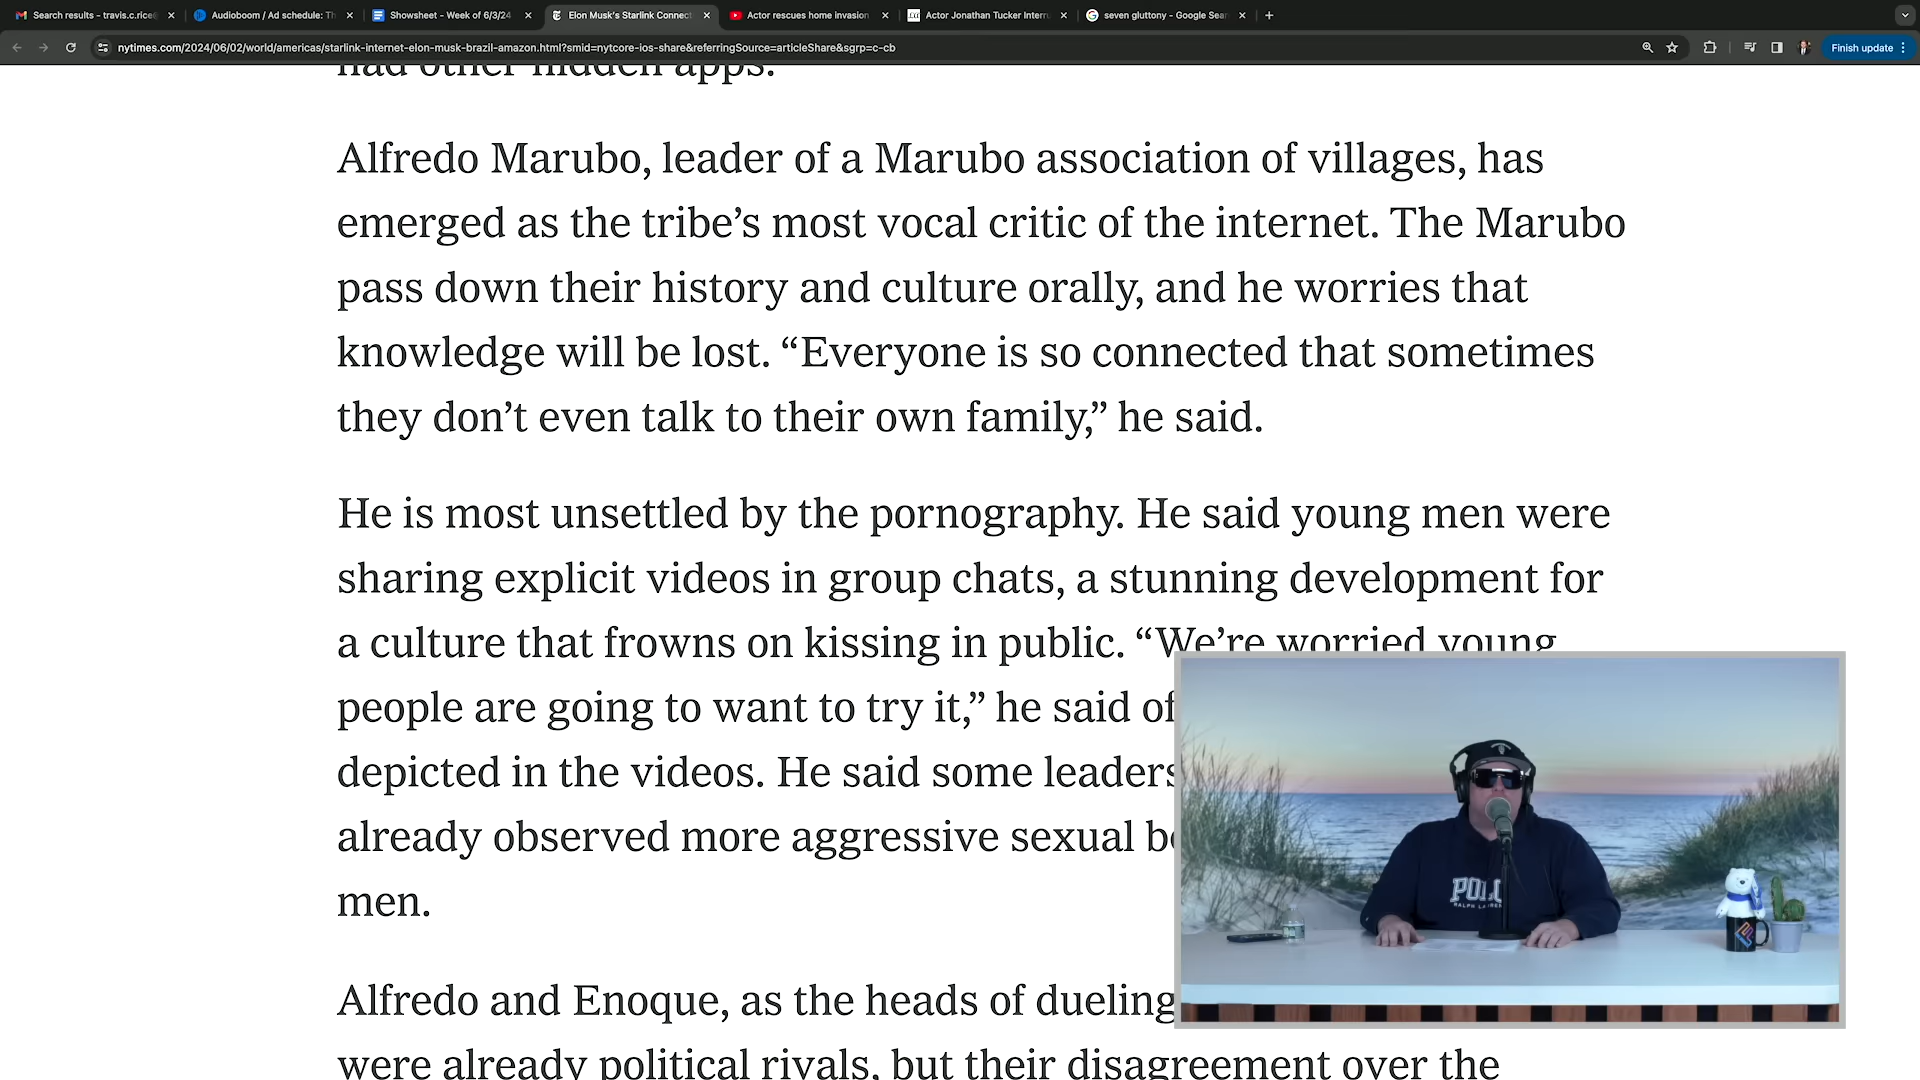 Search results - travis.c.rice@
Audioboom / Ad schedule: Th
Showsheet - Week of 6/3/24
Elon Musk's Starlink Connect
Actor rescues home invasion
Actor Jonathan Tucker Interru
seven gluttony - Google Sear
nytimes.com/2024/06/02/world/americas/starlink-internet-elon-musk-brazil-amazon.html?smid=nytcore-ios-share&referringSource=articleShare&sgrp=c-cb
Finish update
had other hidden apps.
Alfredo Marubo, leader of a Marubo association of villages, has
emerged as the tribe’s most vocal critic of the internet. The Marubo
pass down their history and culture orally, and he worries that
knowledge will be lost. “Everyone is so connected that sometimes
they don’t even talk to their own family,” he said.
He is most unsettled by the pornography. He said young men were
sharing explicit videos in group chats, a stunning development for
a culture that frowns on kissing in public. “We’re worried young
people are going to want to try it,” he said of
depicted in the videos. He said some leaders
already observed more aggressive sexual be
men.
Alfredo and Enoque, as the heads of dueling
were already political rivals, but their disagreement over the
POLO
RALPH LAUREN